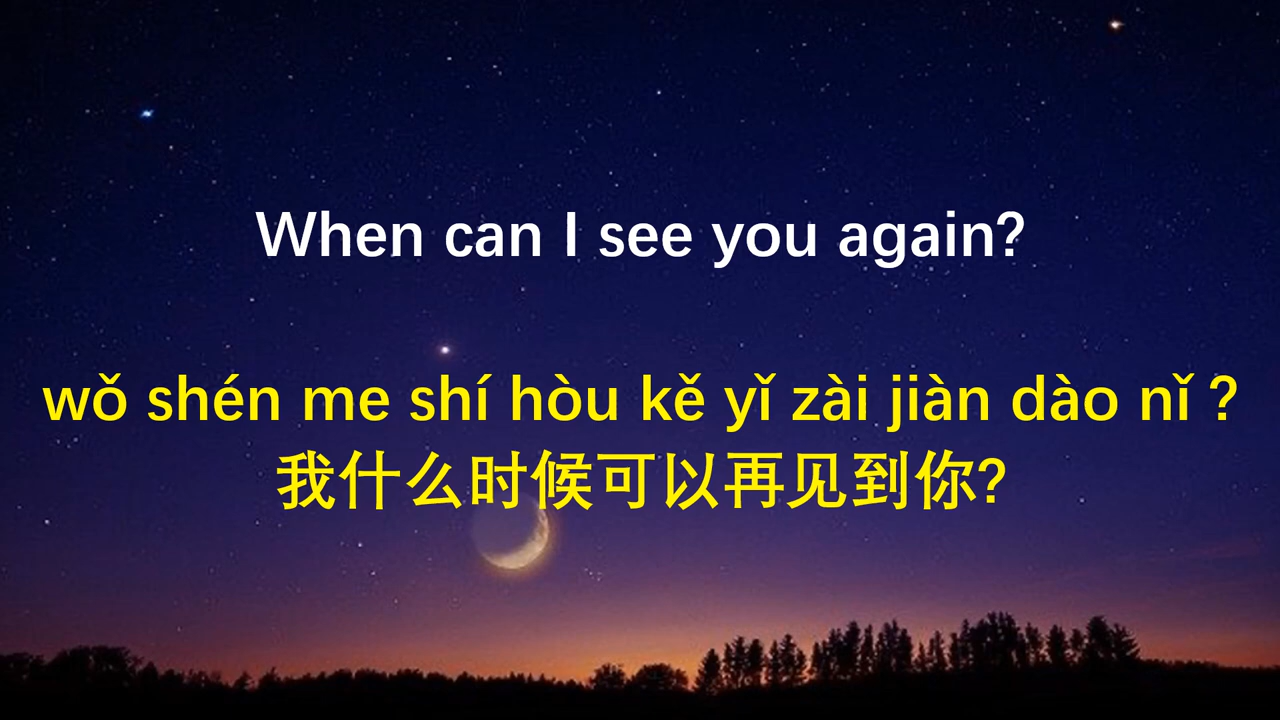 When can I see you again?
wǒ shén me shí hòu kě yǐ zài jiàn dào nǐ ?
我什么时候可以再见到你?